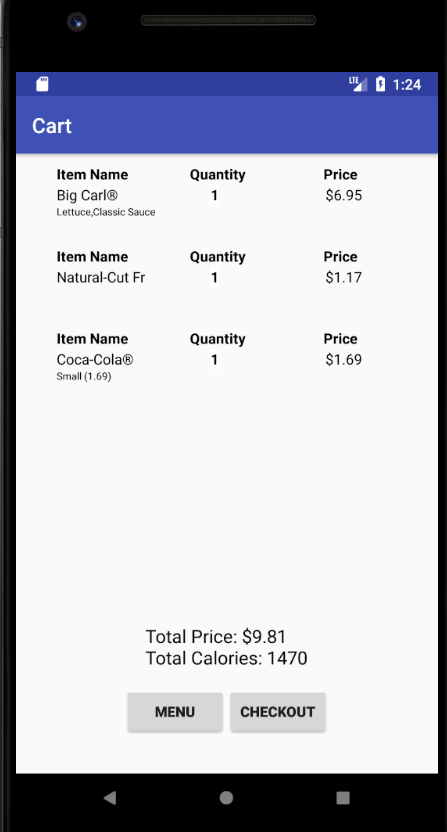 LTE 1:24
Cart
Item Name Quantity Price
Big Carl® 1 $6.95
Lettuce,Classic Sauce
Item Name Quantity Price
Natural-Cut Fr 1 $1.17
Item Name Quantity Price
Coca-Cola® 1 $1.69
Small (1.69)
Total Price: $9.81
Total Calories: 1470
MENU CHECKOUT